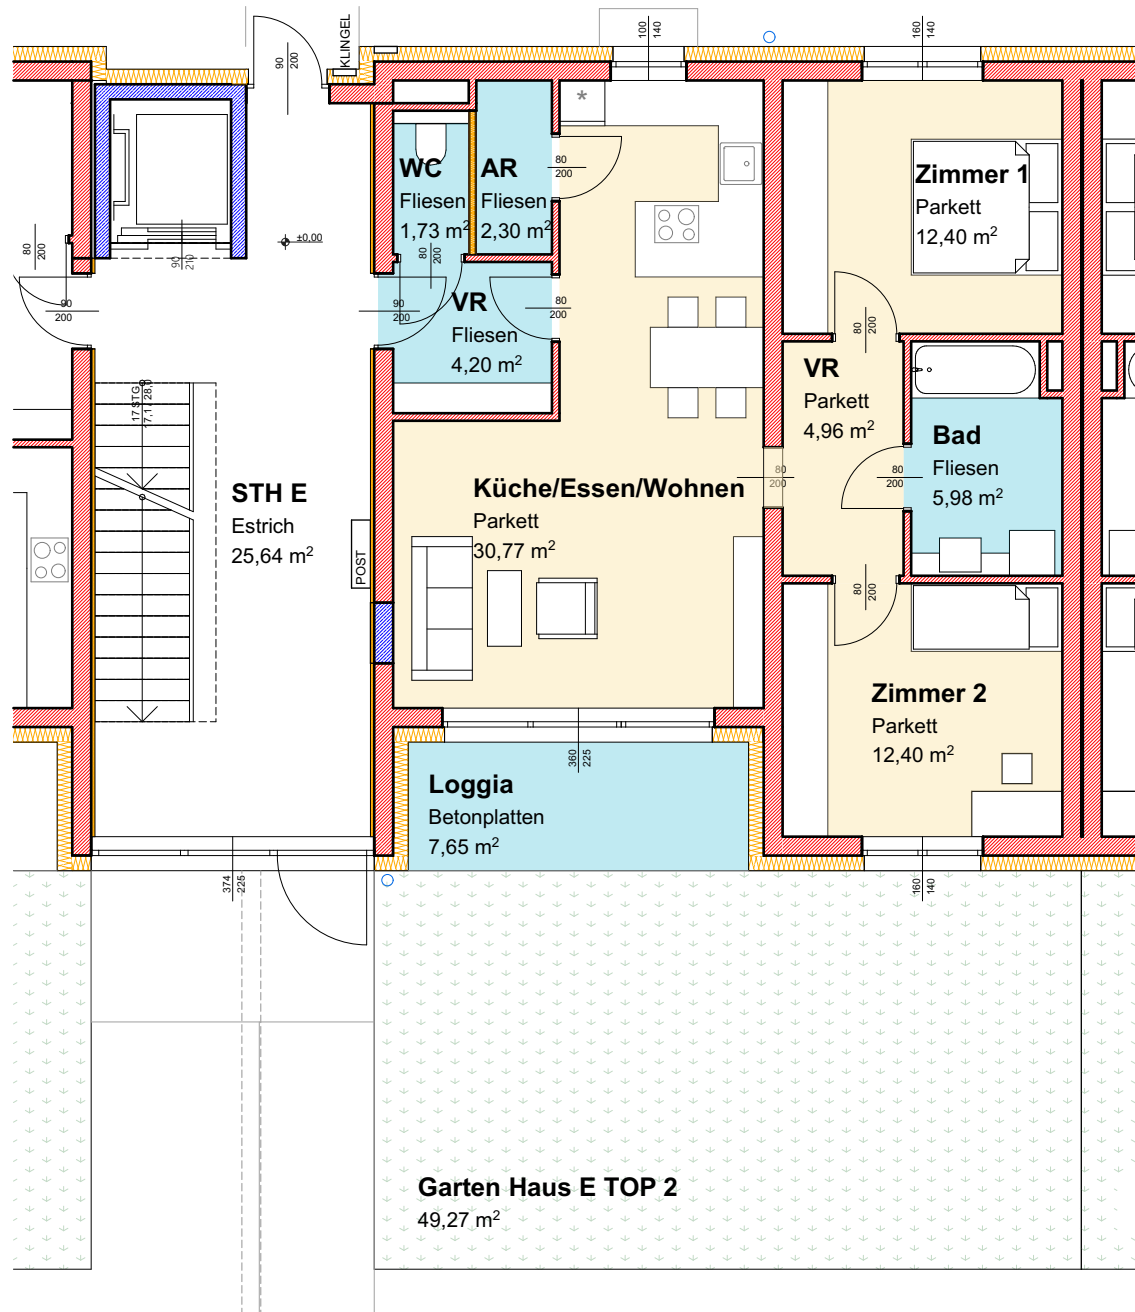 KLINGEL
90
200
100
140
160
140
*
WC
Fliesen
1,73 m²
AR
Fliesen
2,30 m²
80
200
Zimmer 1
Parkett
12,40 m²
±0,00
80
200
90
210
80
200
90
200
90
200
VR
Fliesen
4,20 m²
80
200
80
200
VR
Parkett
4,96 m²
17 STG
17,1 / 28,0
Bad
Fliesen
5,98 m²
80
200
80
200
STH E
Estrich
25,64 m²
POST
Küche/Essen/Wohnen
Parkett
30,77 m²
80
200
Zimmer 2
Parkett
12,40 m²
360
225
Loggia
Betonplatten
7,65 m²
374
225
160
140
Garten Haus E TOP 2
49,27 m²